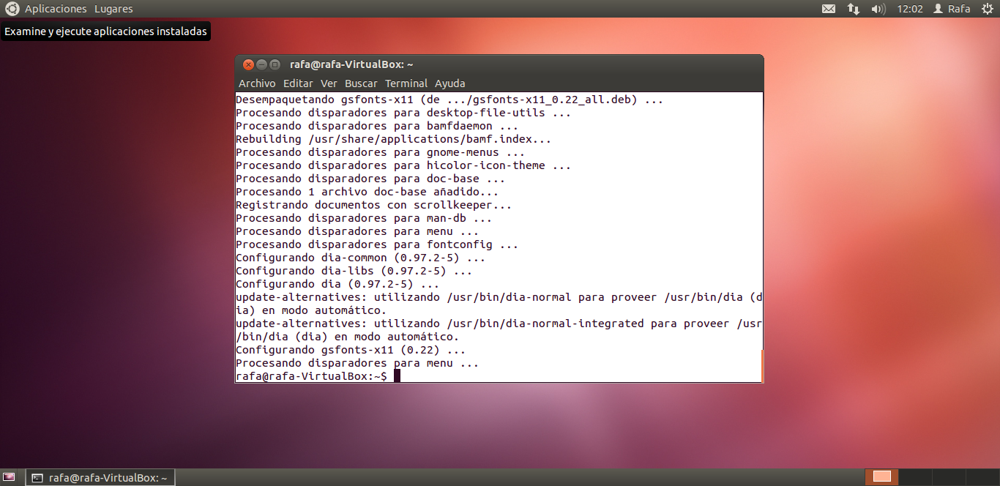 Aplicaciones Lugares
12:02 Rafa
Examine y ejecute aplicaciones instaladas
rafa@rafa-VirtualBox: ~
Archivo Editar Ver Buscar Terminal Ayuda
Desempaquetando gsfonts-x11 (de .../gsfonts-x11_0.22_all.deb) ...
Procesando disparadores para desktop-file-utils ...
Procesando disparadores para bamfdaemon ...
Rebuilding /usr/share/applications/bamf.index...
Procesando disparadores para gnome-menus ...
Procesando disparadores para hicolor-icon-theme ...
Procesando disparadores para doc-base ...
Procesando 1 archivo doc-base añadido...
Registrando documentos con scrollkeeper...
Procesando disparadores para man-db ...
Procesando disparadores para menu ...
Procesando disparadores para fontconfig ...
Configurando dia-common (0.97.2-5) ...
Configurando dia-libs (0.97.2-5) ...
Configurando dia (0.97.2-5) ...
update-alternatives: utilizando /usr/bin/dia-normal para proveer /usr/bin/dia (d
ia) en modo automático.
update-alternatives: utilizando /usr/bin/dia-normal-integrated para proveer /usr
/bin/dia (dia) en modo automático.
Configurando gsfonts-x11 (0.22) ...
Procesando disparadores para menu ...
rafa@rafa-VirtualBox:~$
rafa@rafa-VirtualBox: ~